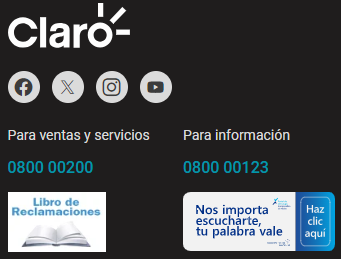 Claro
Para ventas y servicios
0800 00200
Para información
0800 00123
Libro de
Reclamaciones
Nos importa
escucharte,
tu palabra vale
Haz
clic
aquí